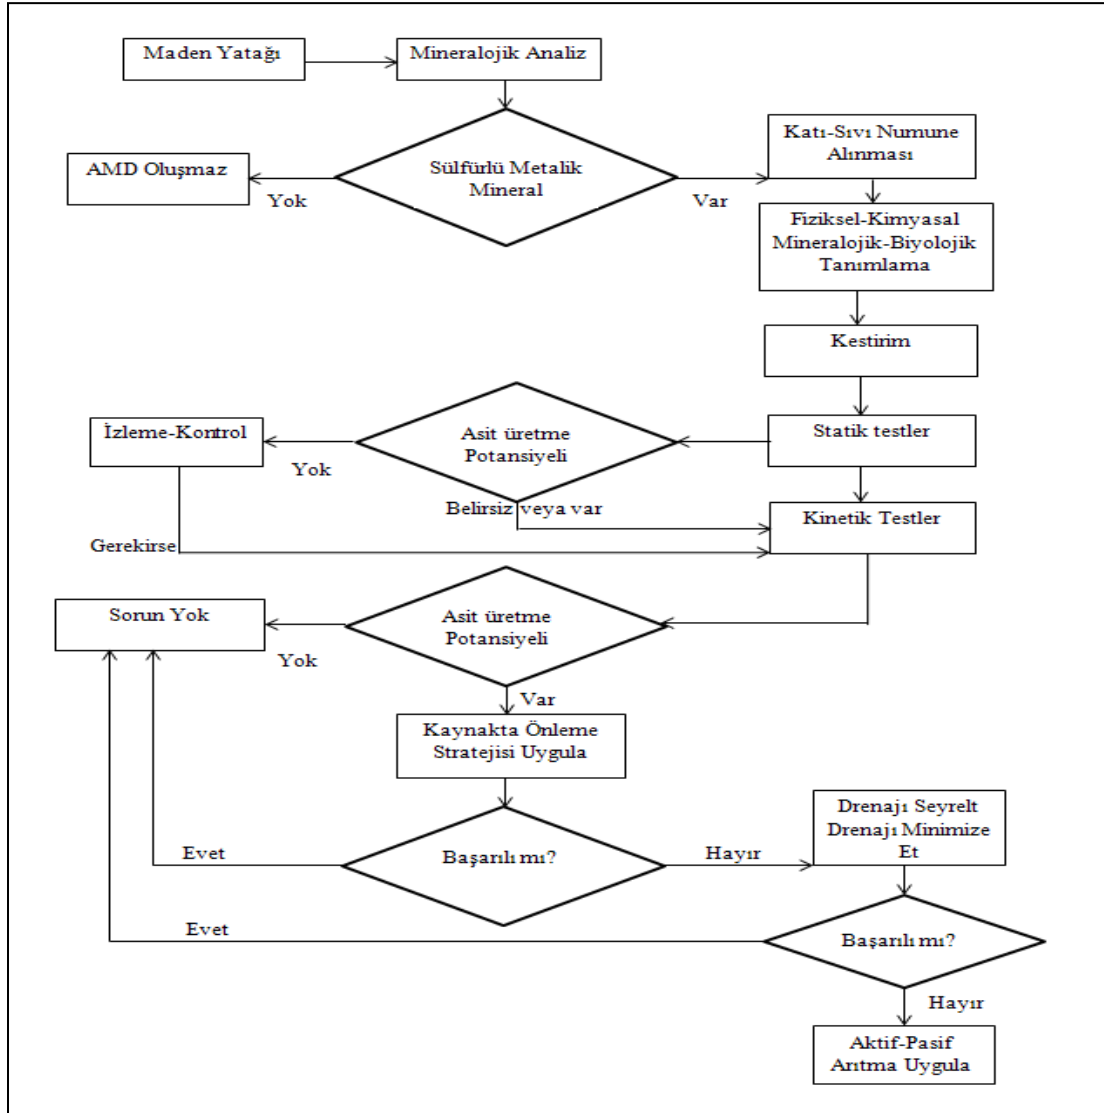 Maden Yatağı
Mineralojik Analiz
Sülfürlü Metalik
Mineral
Yok
AMD Oluşmaz
Var
Katı-Sıvı Numune
Alınması
Fiziksel-Kimyasal
Mineralojik-Biyolojik
Tanımlama
Kestirim
Statik testler
Asit üretme
Potansiyeli
Yok
İzleme-Kontrol
Belirsiz veya var
Gerekirse
Kinetik Testler
Asit üretme
Potansiyeli
Yok
Sorun Yok
Var
Kaynakta Önleme
Stratejisi Uygula
Başarılı mı?
Evet
Hayır
Drenajı Seyrelt
Drenajı Minimize
Et
Başarılı mı?
Evet
Hayır
Aktif-Pasif
Arıtma Uygula